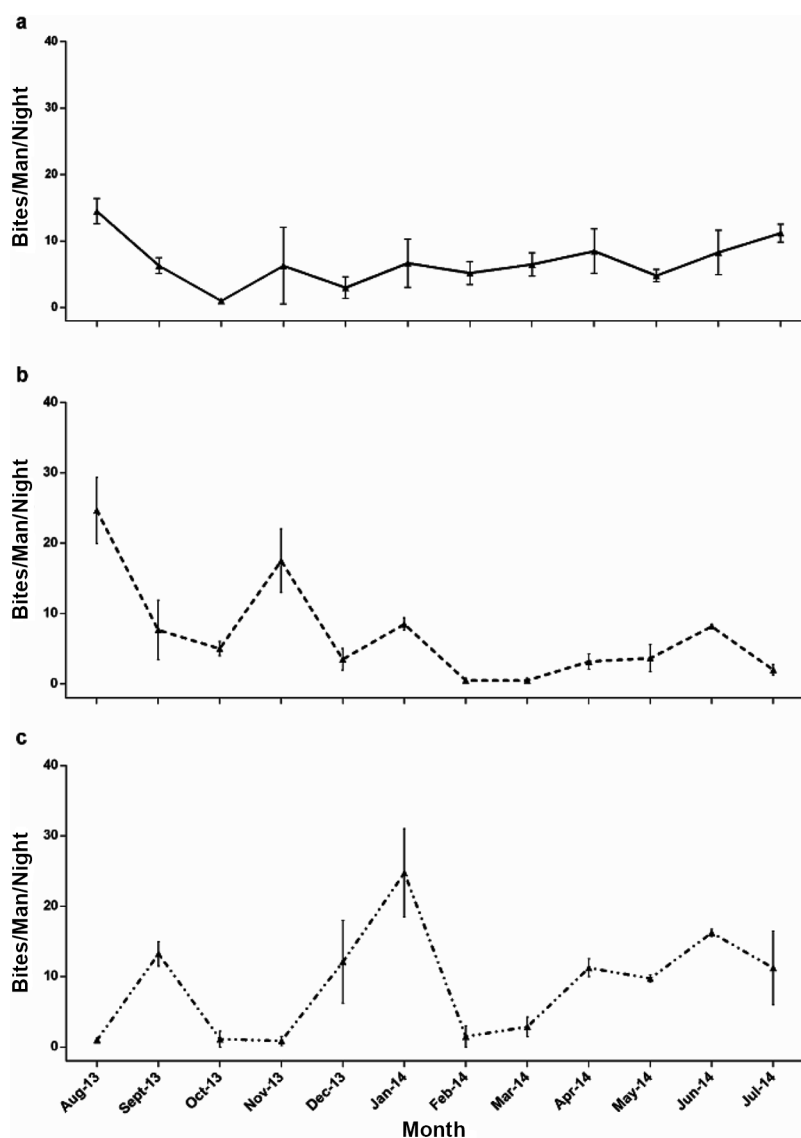 a
40
30
20
10
0
Bites/Man/Night
b
40
30
20
10
0
Bites/Man/Night
c
40
30
20
10
0
Bites/Man/Night
Aug-13 Sept-13 Oct-13 Nov-13 Dec-13 Jan-14 Feb-14 Mar-14 Apr-14 May-14 Jun-14 Jul-14
Month